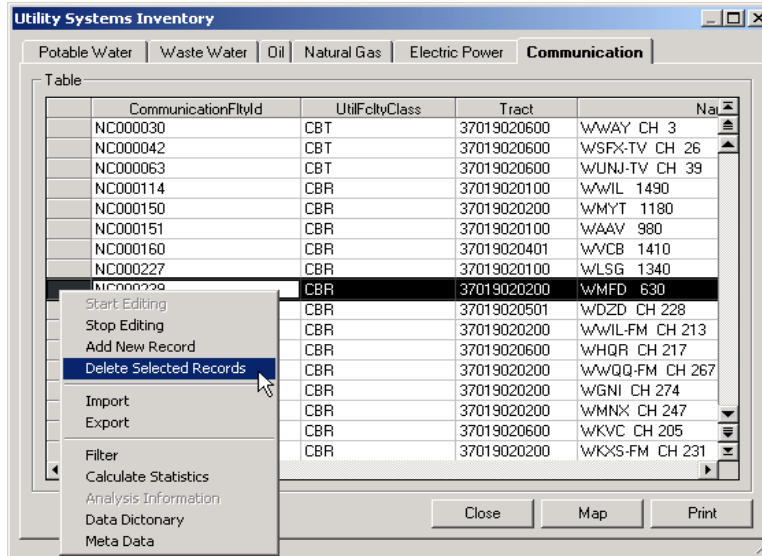 Utility Systems Inventory
Potable Water Waste Water Oil Natural Gas Electric Power Communication
Table
CommunicationFltyId UtilFcltyClass Tract Nai
NC000030 CBT 37019020600 WWAY CH 3
NC000042 CBT 37019020600 WSFX-TV CH 26
NC000063 CBT 37019020600 WUNJ-TV CH 39
NC000114 CBR 37019020100 WWIL 1490
NC000150 CBR 37019020200 WMYT 1180
NC000151 CBR 37019020100 WAAV 980
NC000160 CBR 37019020401 WVCB 1410
NC000227 CBR 37019020100 WLSG 1340
NC000229 CBR 37019020200 WMFD 630
CBR 37019020501 WDZD CH 228
CBR 37019020200 WWIL-FM CH 213
CBR 37019020600 WHQR CH 217
CBR 37019020200 WWQQ-FM CH 267
CBR 37019020200 WGNI CH 274
CBR 37019020200 WMNX CH 247
CBR 37019020600 WKVC CH 205
CBR 37019020200 WKXS-FM CH 231
Start Editing
Stop Editing
Add New Record
Delete Selected Records
Import
Export
Filter
Calculate Statistics
Analysis Information
Data Dictonary
Meta Data
Close Map Print